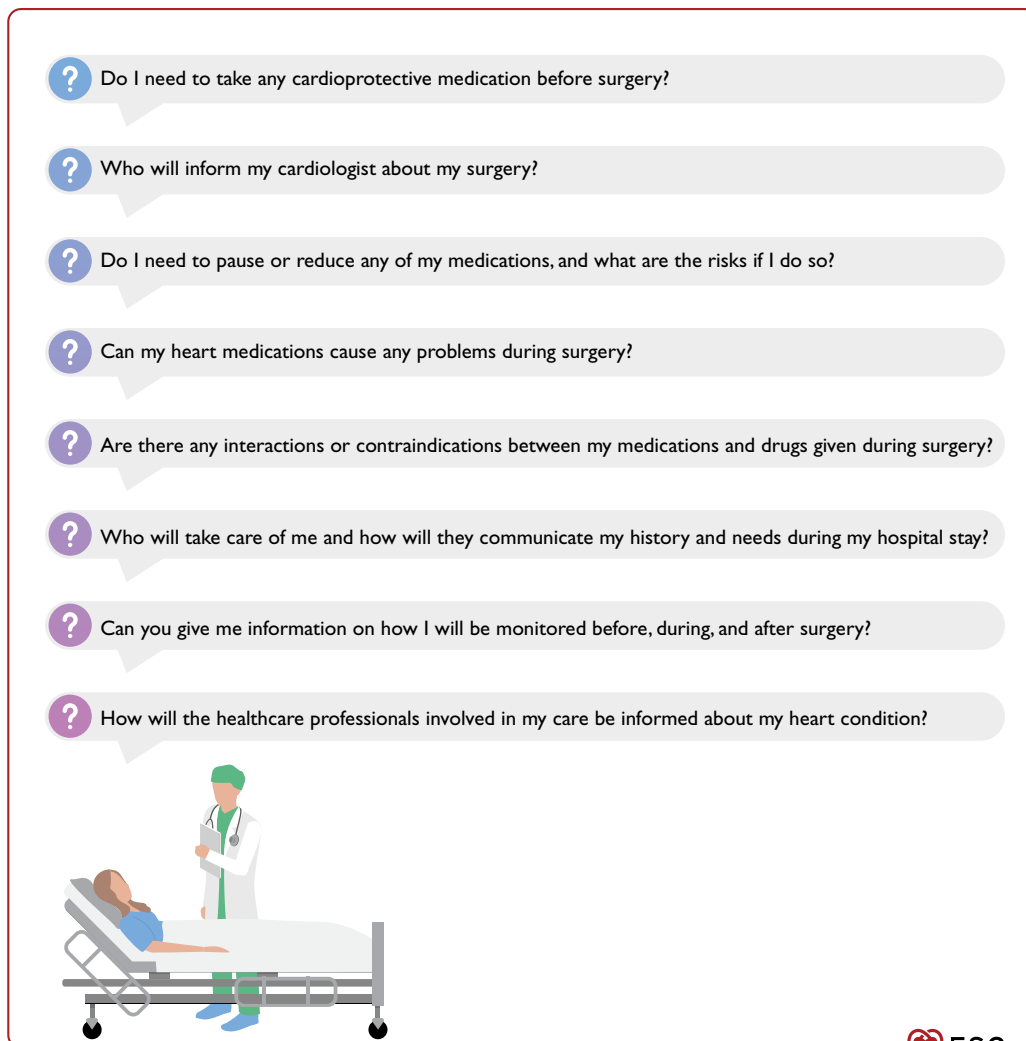 Do I need to take any cardioprotective medication before surgery?
Who will inform my cardiologist about my surgery?
Do I need to pause or reduce any of my medications, and what are the risks if I do so?
Can my heart medications cause any problems during surgery?
Are there any interactions or contraindications between my medications and drugs given during surgery?
Who will take care of me and how will they communicate my history and needs during my hospital stay?
Can you give me information on how I will be monitored before, during, and after surgery?
How will the healthcare professionals involved in my care be informed about my heart condition?